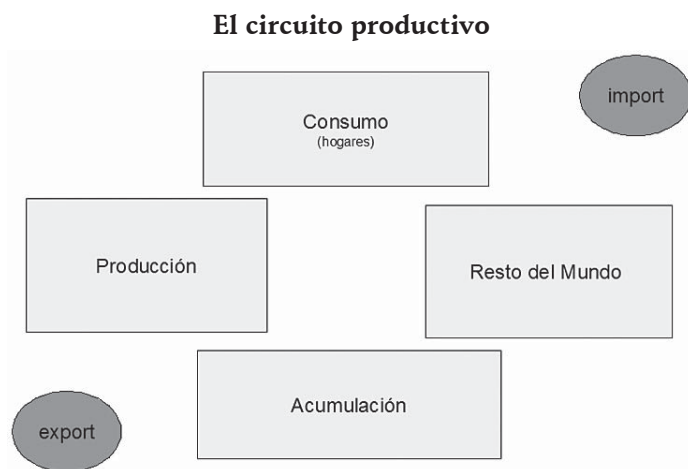 El circuito productivo
import
Consumo
(hogares)
Producción
Resto del Mundo
Acumulación
export